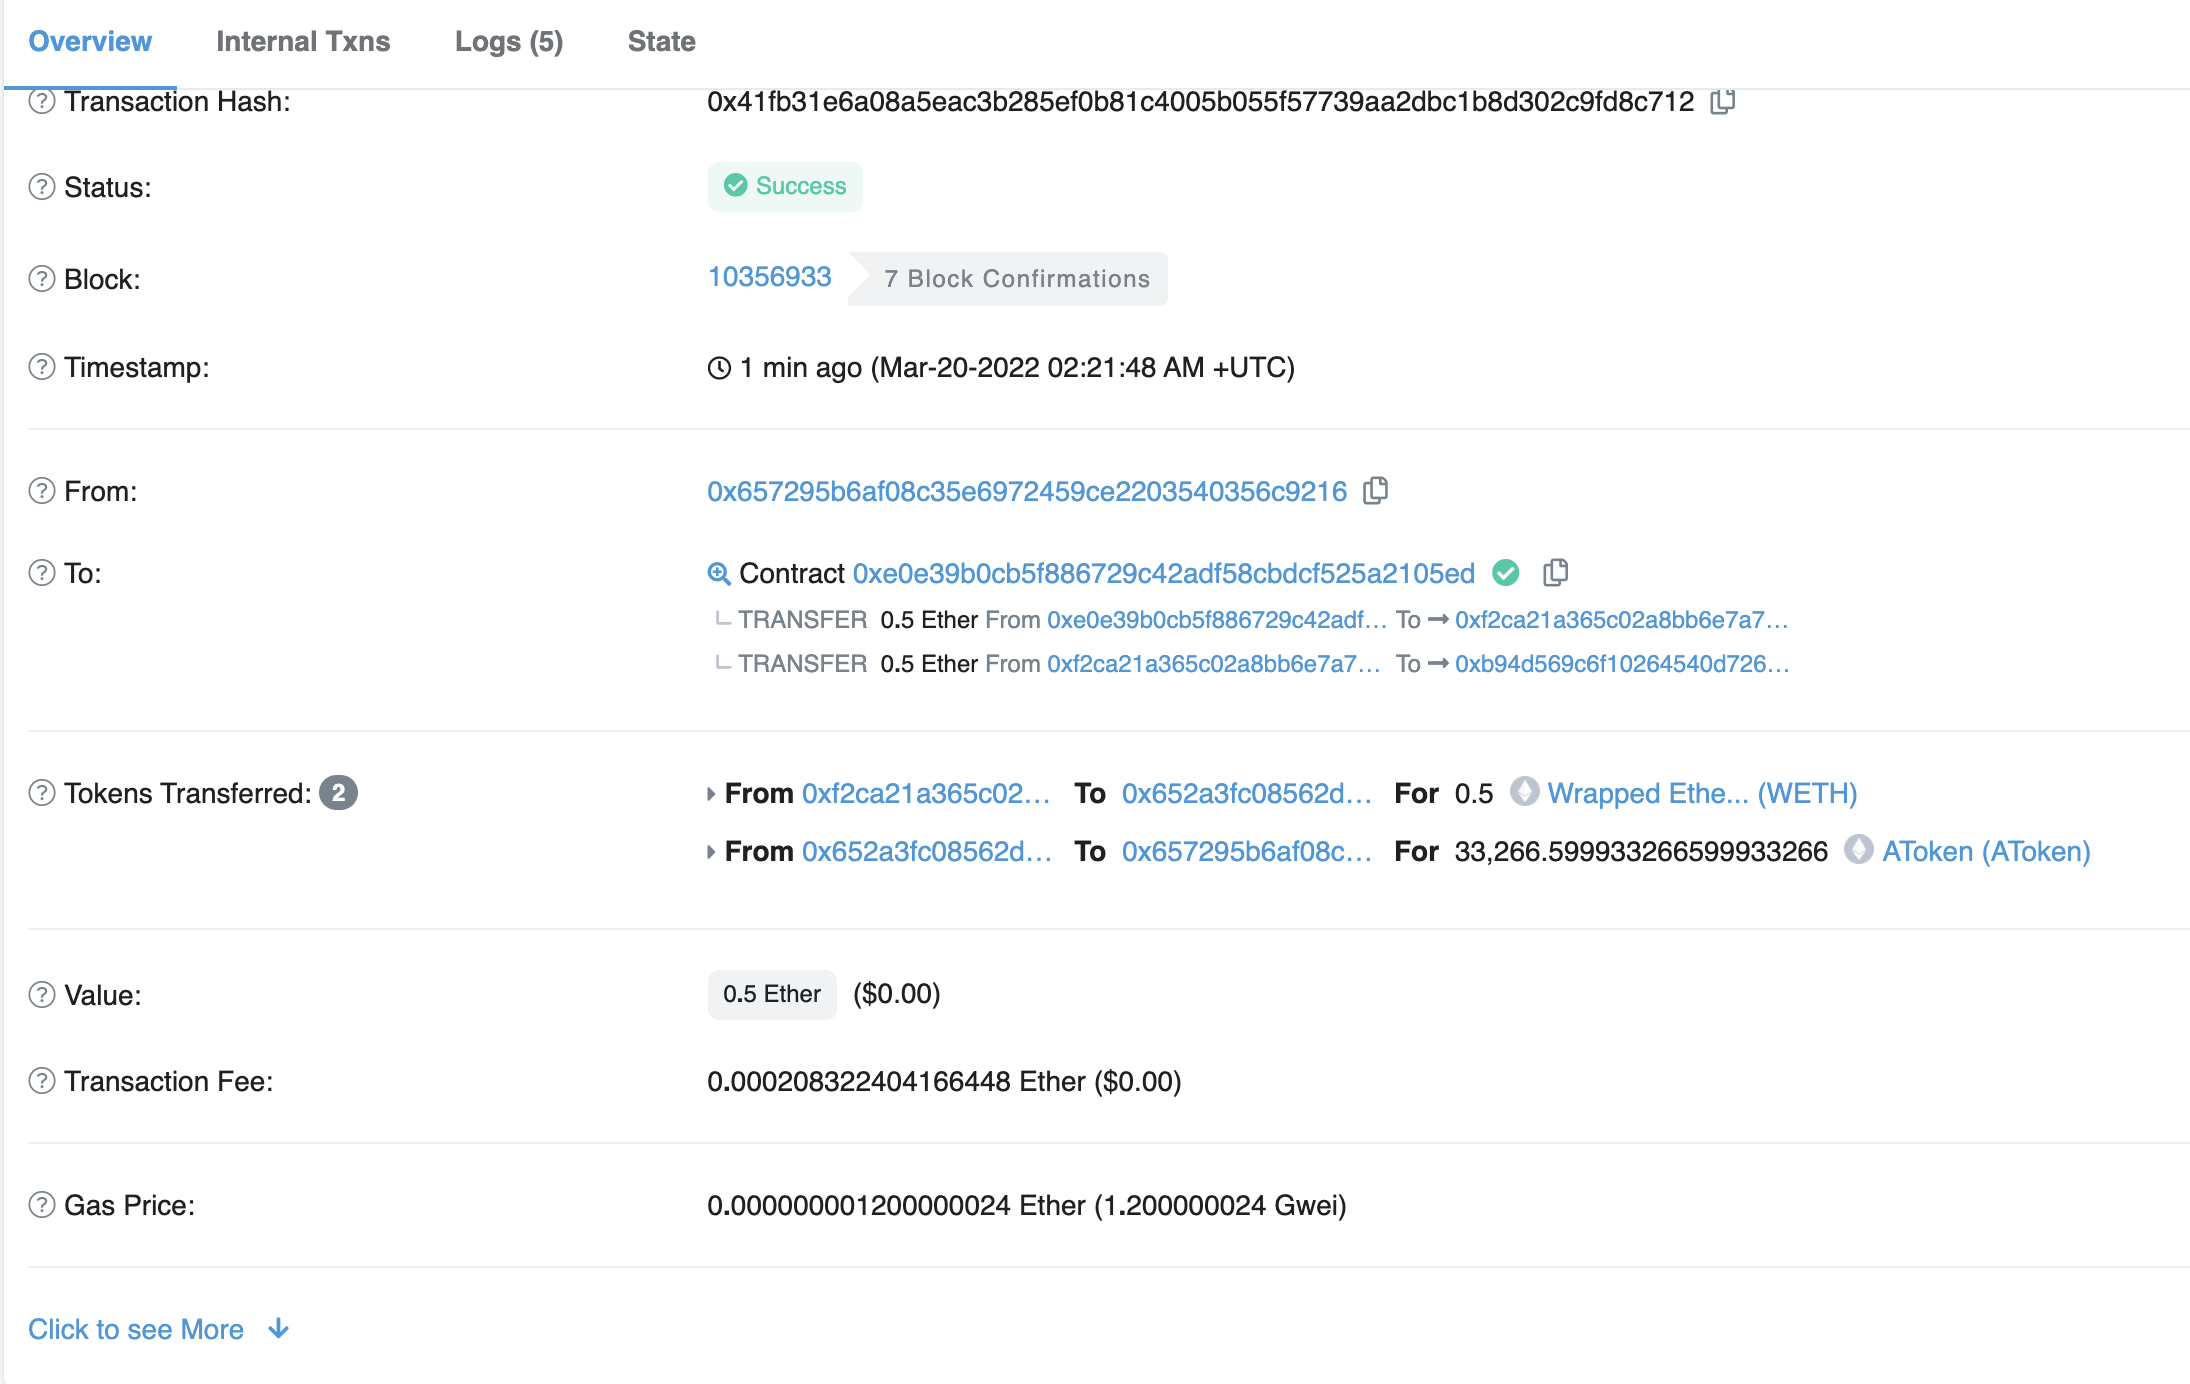 Overview Internal Txns Logs (5) State
Transaction Hash: 0x41fb31e6a08a5eac3b285ef0b81c4005b055f57739aa2dbc1b8d302c9fd8c712
Status: Success
Block: 10356933 7 Block Confirmations
Timestamp: 1 min ago (Mar-20-2022 02:21:48 AM +UTC)
From: 0x657295b6af08c35e6972459ce2203540356c9216
To: Contract 0xe0e39b0cb5f886729c42adf58cbdcf525a2105ed
TRANSFER 0.5 Ether From 0xe0e39b0cb5f886729c42adf... To → 0xf2ca21a365c02a8bb6e7a7...
TRANSFER 0.5 Ether From 0xf2ca21a365c02a8bb6e7a7... To → 0xb94d569c6f10264540d726...
Tokens Transferred: 2 From 0xf2ca21a365c02... To 0x652a3fc08562d... For 0.5 Wrapped Ethe... (WETH)
From 0x652a3fc08562d... To 0x657295b6af08c... For 33,266.599933266599933266 AToken (AToken)
Value: 0.5 Ether ($0.00)
Transaction Fee: 0.000208322404166448 Ether ($0.00)
Gas Price: 0.000000001200000024 Ether (1.200000024 Gwei)
Click to see More ↓